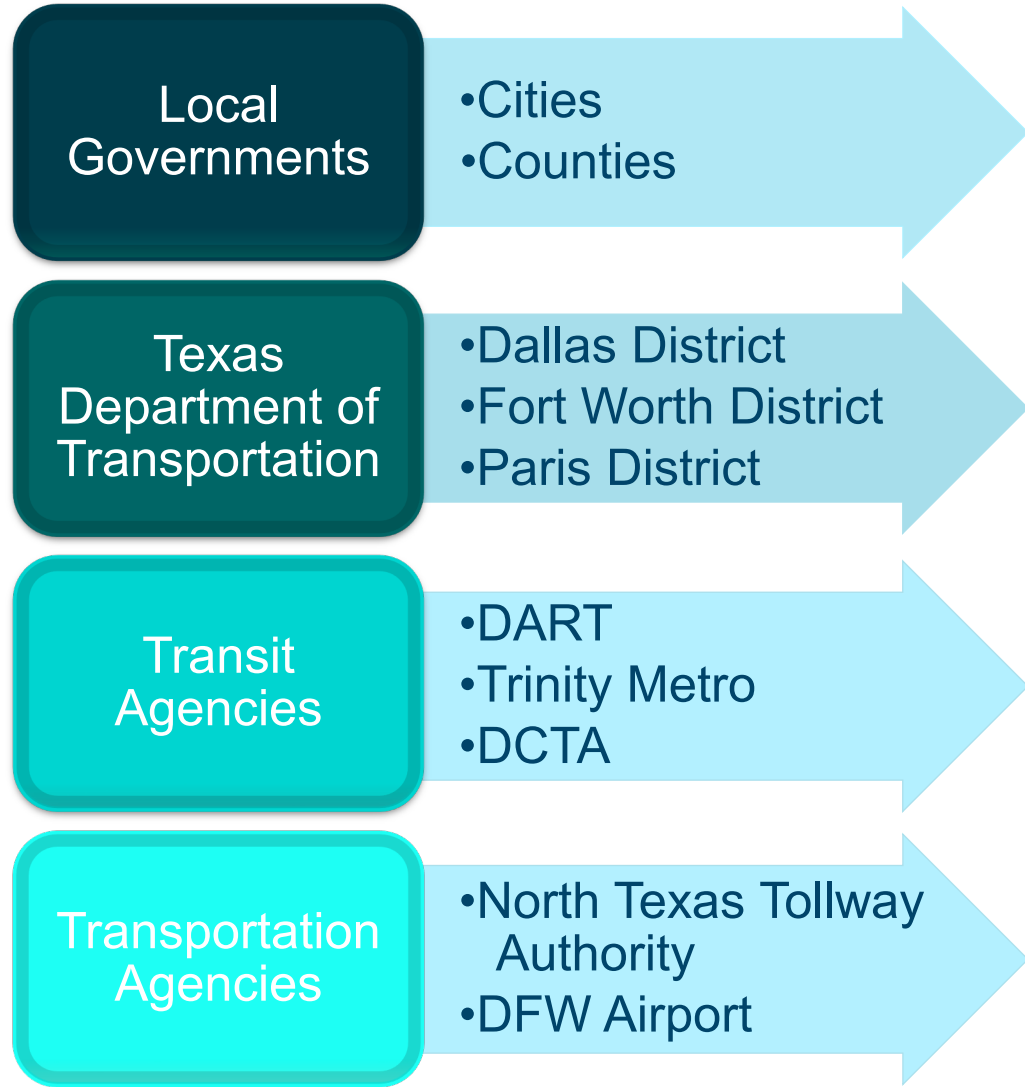 Local
Governments
•Cities
•Counties
Texas
Department of
Transportation
•Dallas District
•Fort Worth District
•Paris District
Transit
Agencies
•DART
•Trinity Metro
•DCTA
Transportation
Agencies
•North Texas Tollway
Authority
•DFW Airport